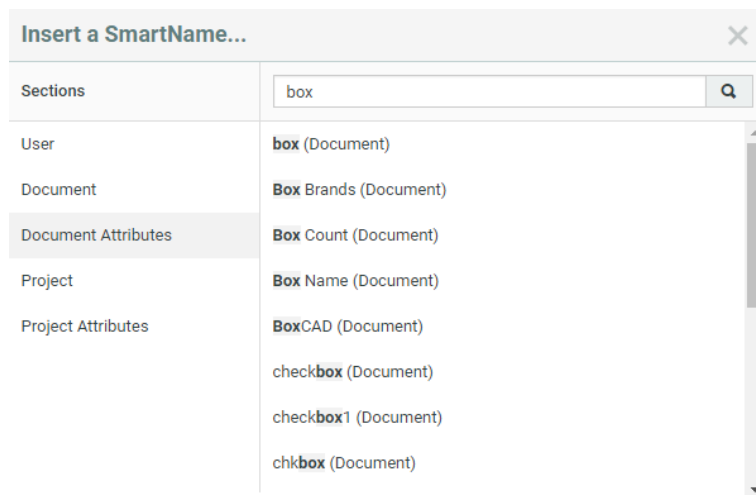 Insert a SmartName...
Sections
box
User
Document
Document Attributes
Project
Project Attributes
box (Document)
Box Brands (Document)
Box Count (Document)
Box Name (Document)
BoxCAD (Document)
checkbox (Document)
checkbox1 (Document)
chkbox (Document)